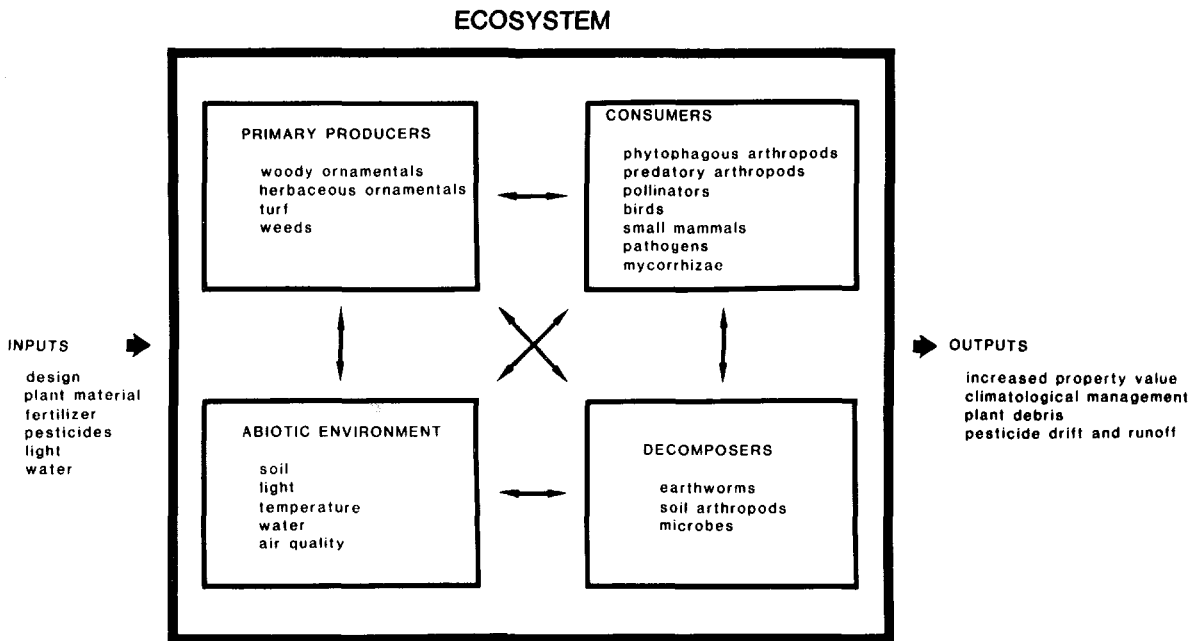 ECOSYSTEM
PRIMARY PRODUCERS
woody ornamentals
herbaceous ornamentals
turf
weeds
CONSUMERS
phytophagous arthropods
predatory arthropods
pollinators
birds
small mammals
pathogens
mycorrhizae
INPUTS
design
plant material
fertilizer
pesticides
light
water
ABIOTIC ENVIRONMENT
soil
light
temperature
water
air quality
DECOMPOSERS
earthworms
soil arthropods
microbes
OUTPUTS
increased property value
climatological management
plant debris
pesticide drift and runoff